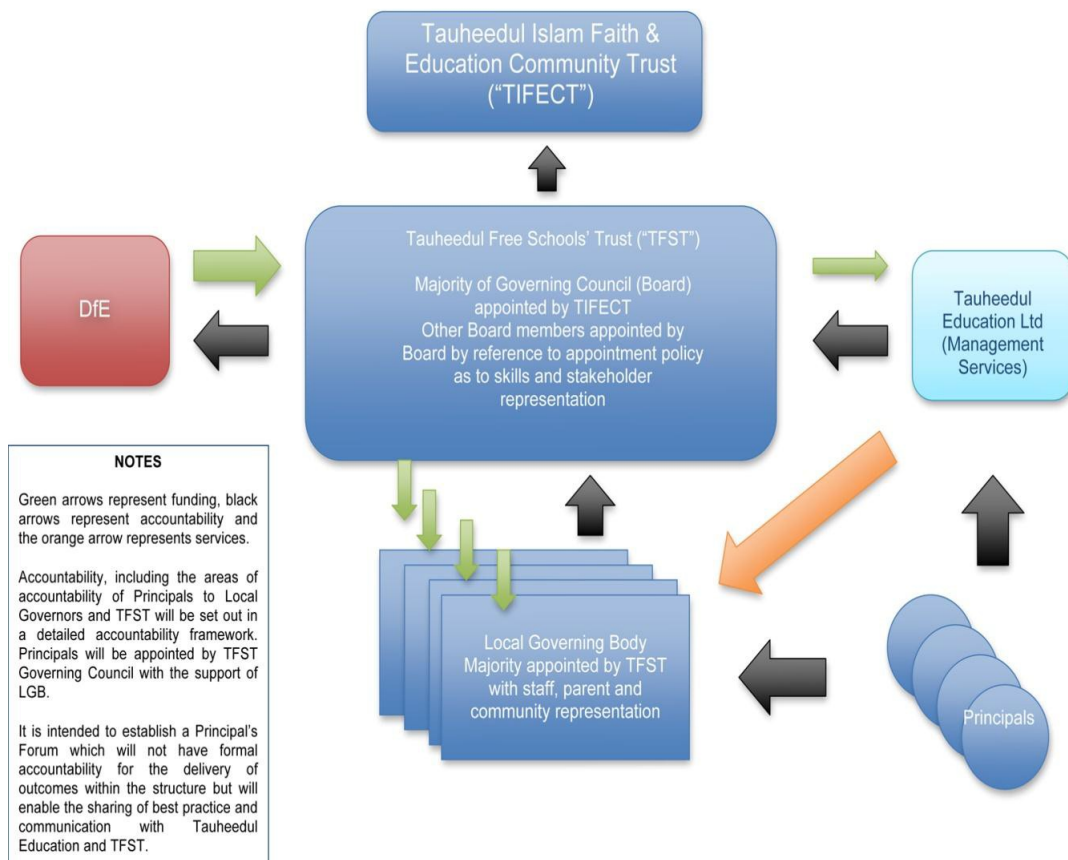 Tauheedul Islam Faith &
Education Community Trust
(“TIFECT”)
Tauheedul Free Schools’ Trust (“TFST”)
Majority of Governing Council (Board)
appointed by TIFECT
Other Board members appointed by
Board by reference to appointment policy
as to skills and stakeholder
representation
DfE
Tauheedul
Education Ltd
(Management
Services)
NOTES
Green arrows represent funding, black
arrows represent accountability and
the orange arrow represents services.
Accountability, including the areas of
accountability of Principals to Local
Governors and TFST will be set out in
a detailed accountability framework.
Principals will be appointed by TFST
Governing Council with the support of
LGB.
It is intended to establish a Principal’s
Forum which will not have formal
accountability for the delivery of
outcomes within the structure but will
enable the sharing of best practice and
communication with Tauheedul
Education and TFST.
Local Governing Body
Majority appointed by TFST
with staff, parent and
community representation
Principals